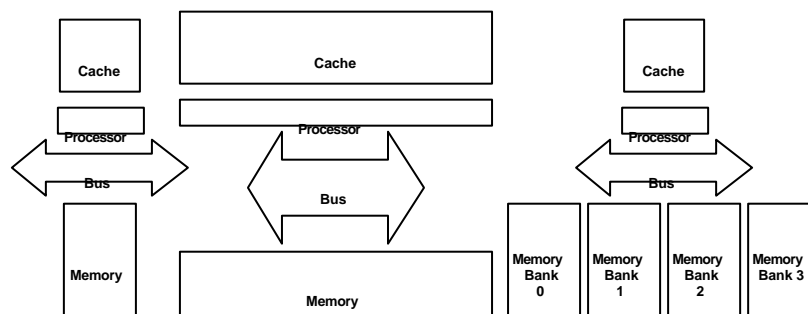 Cache
Processor
Bus
Memory
Cache
Processor
Bus
Memory
Cache
Processor
Bus
Memory
Bank
0
Memory
Bank
1
Memory
Bank
2
Memory
Bank 3